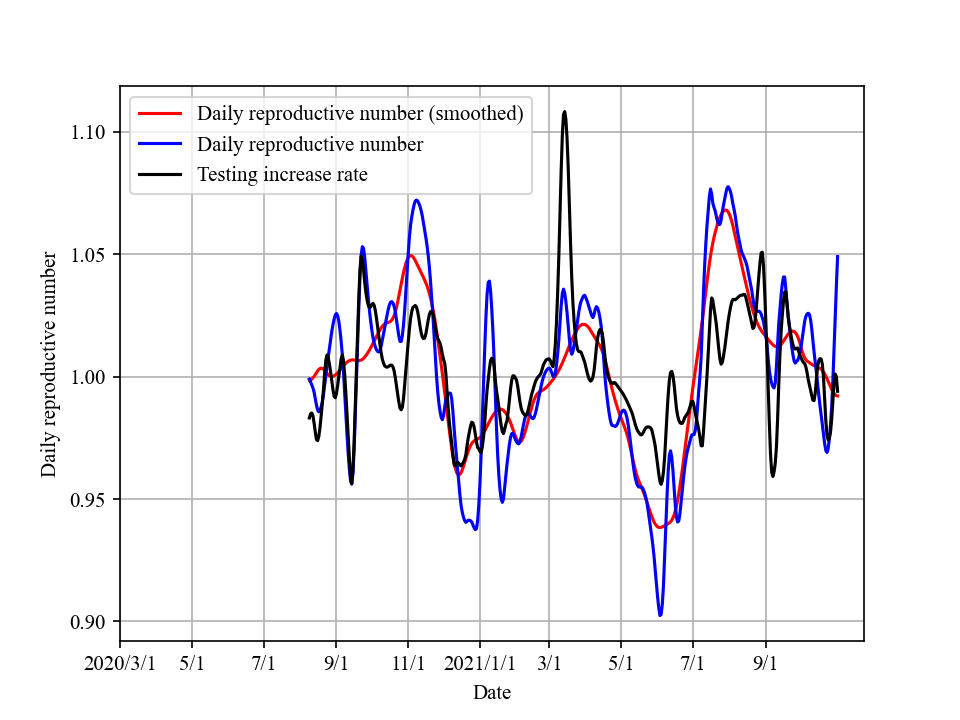 Daily reproductive number (smoothed)
Daily reproductive number
Testing increase rate
Daily reproductive number
1.10
1.05
1.00
0.95
0.90
2020/3/1 5/1 7/1 9/1 11/1 2021/1/1 3/1 5/1 7/1 9/1
Date